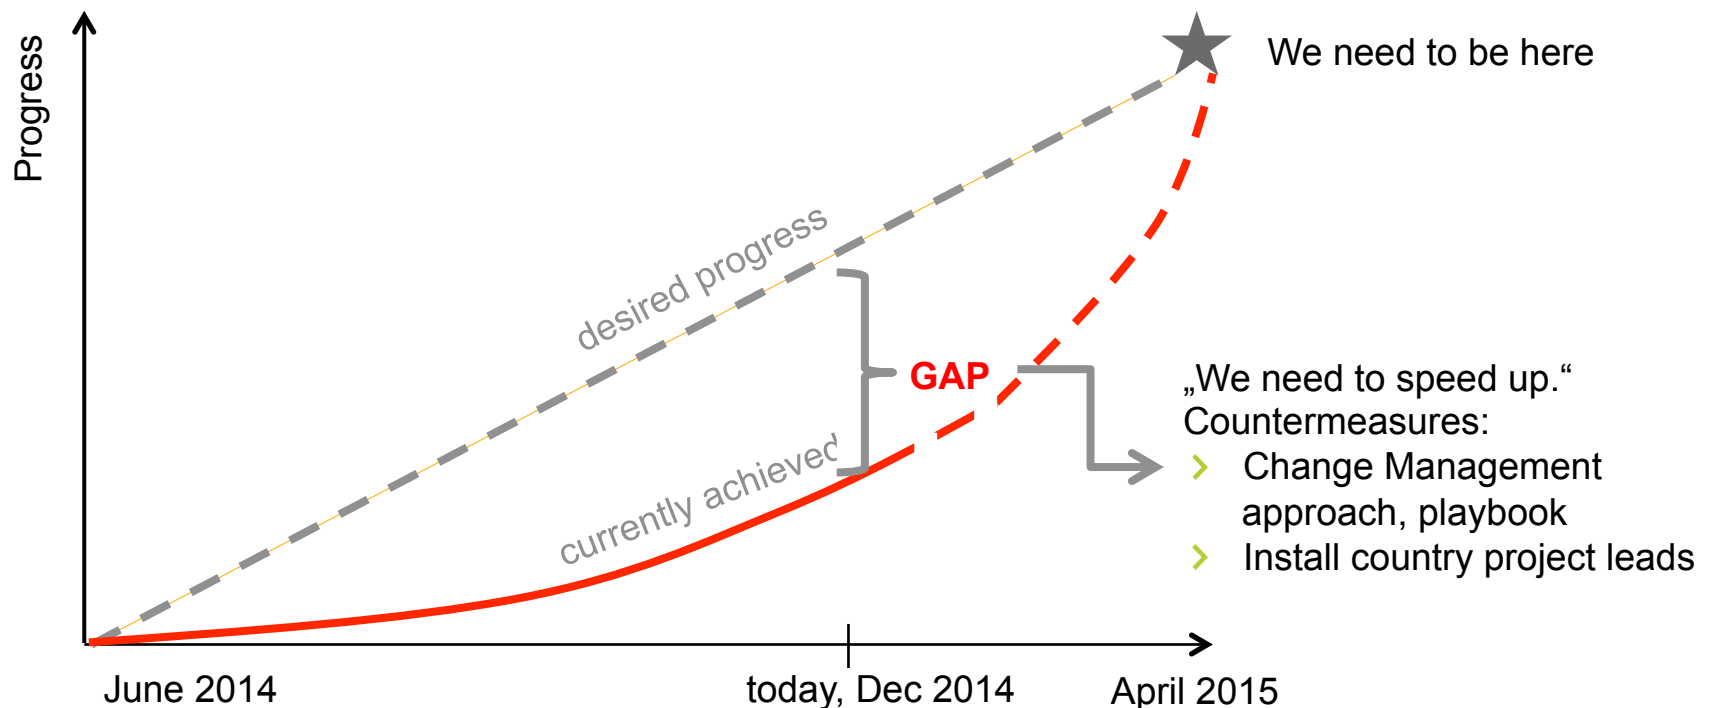 Progress
We need to be here
desired progress
GAP
„We need to speed up.“
Countermeasures:
> Change Management
approach, playbook
> Install country project leads
currently achieved
June 2014
today, Dec 2014
April 2015